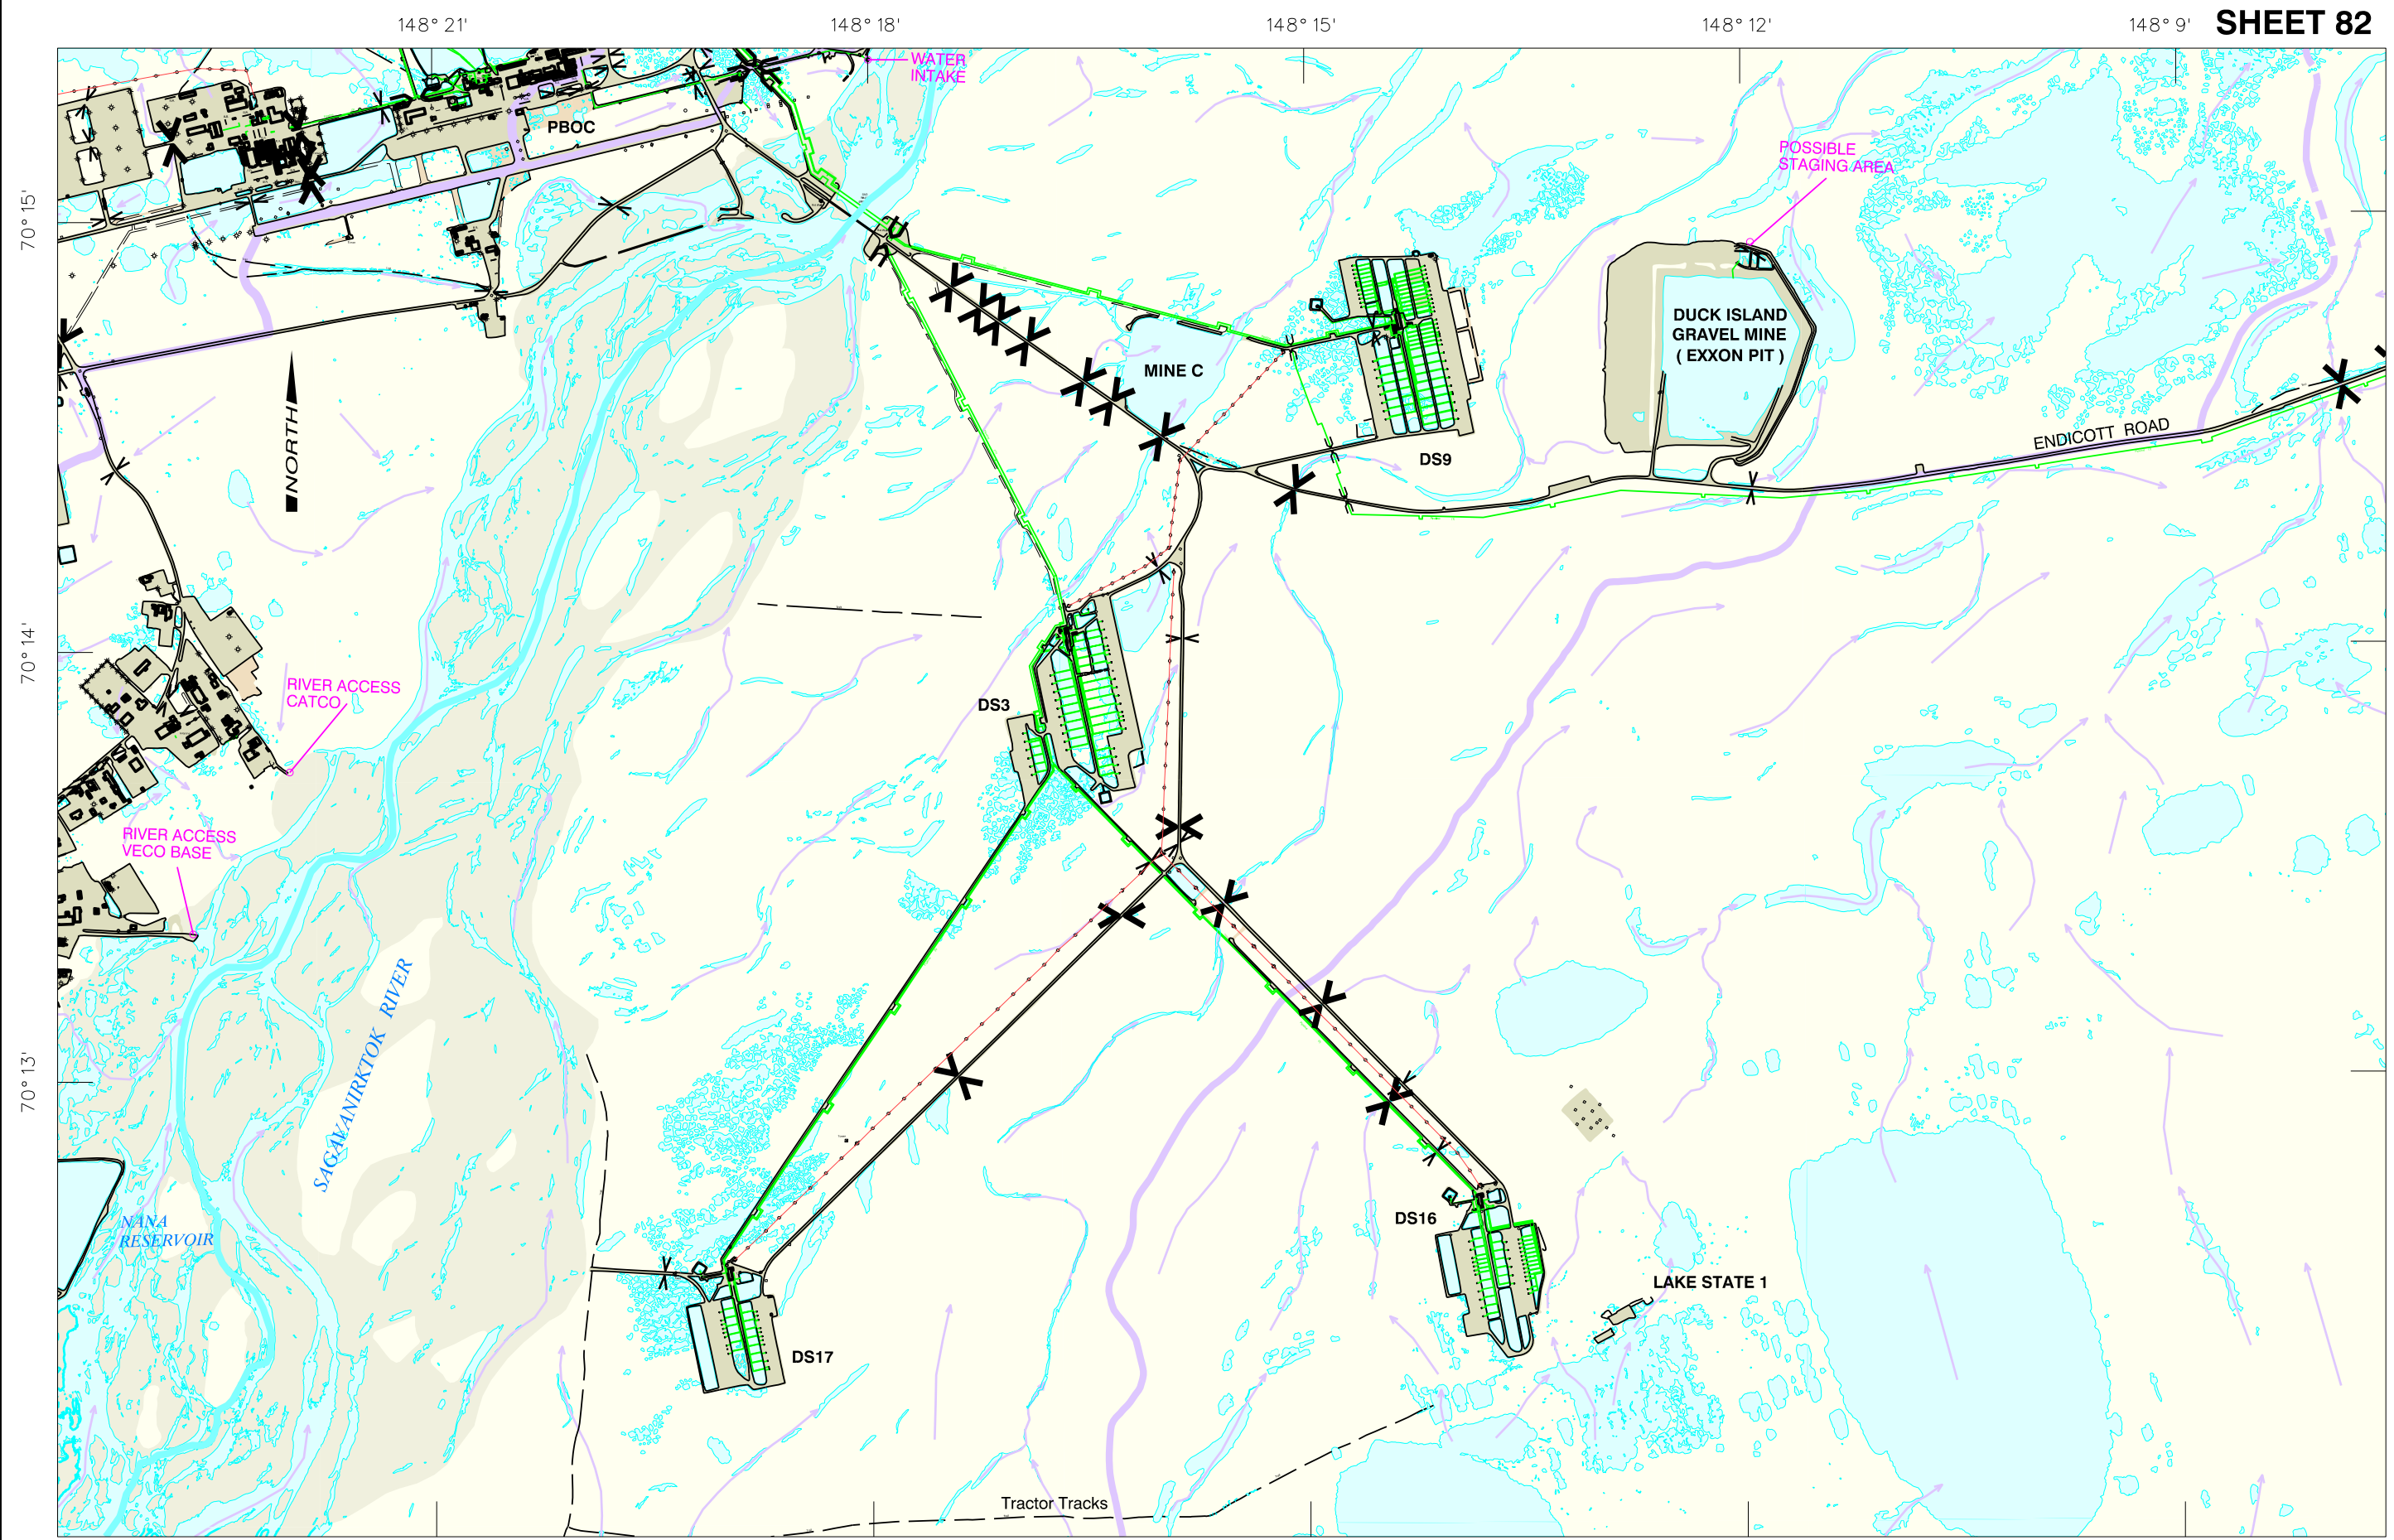 148° 21'
148° 18'
148° 15'
148° 12'
148° 9'
SHEET 82
WATER
INTAKE
PBOC
POSSIBLE
STAGING AREA
70° 15'
DUCK ISLAND
GRAVEL MINE
( EXXON PIT )
MINE C
NORTH
ENDICOTT ROAD
DS9
70° 14'
RIVER ACCESS
CATCO
DS3
RIVER ACCESS
VECO BASE
SAGAVANIRKTOK RIVER
70° 13'
NANA
RESERVOIR
DS16
LAKE STATE 1
DS17
Tractor Tracks